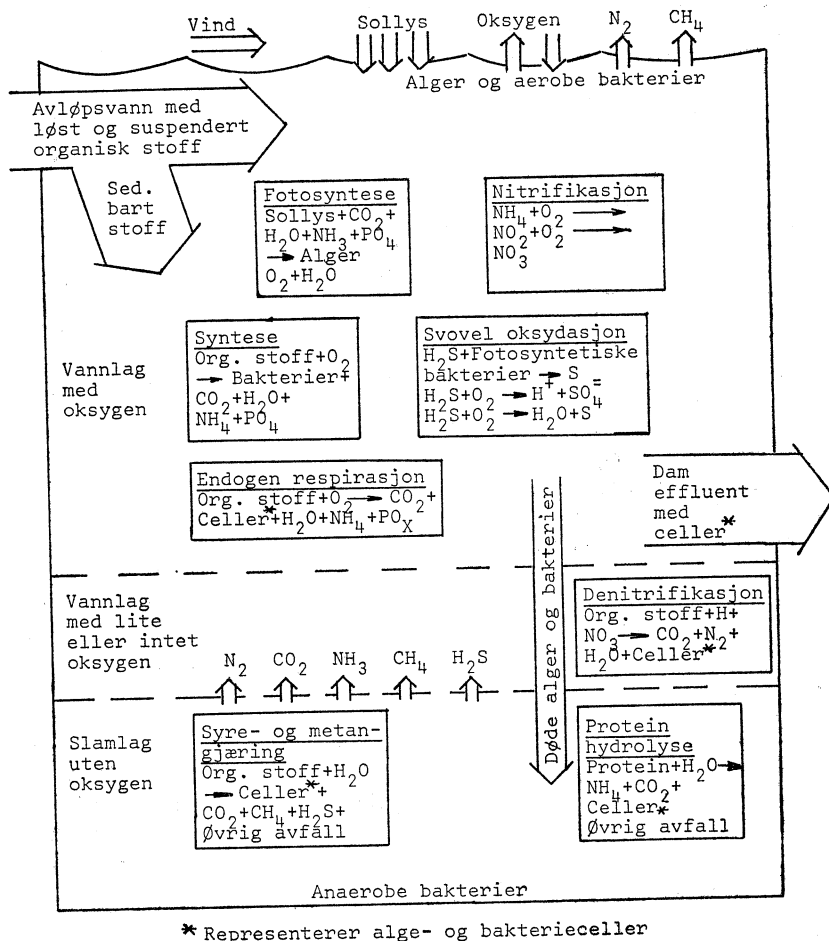 Vind
Sollys
Oksygen
N2
CH4
Alger og aerobe bakterier
Avløpsvann med
løst og suspendert
organisk stoff
Sed.
bart
stoff
Fotosyntese
Sollys+CO2+
H2O+NH3+PO4
→ Alger
O2+H2O
Nitrifikasjon
NH4+O2 →
NO2+O2 →
NO3
Vannlag
med
oksygen
Syntese
Org. stoff+O2
→ Bakterier+
CO2+H2O+
NH4+PO4
Svovel oksydasjon
H2S+Fotosyntetiske
bakterier → S
H2S+O2 → H+ +SO4=
H2S+O2 → H2O+S
Endogen respirasjon
Org. stoff+O2 → CO2+
Celler*+H2O+NH4+POX
Dam
effluent
med
celler*
Døde alger og bakterier
Vannlag
med lite
eller intet
oksygen
Denitrifikasjon
Org. stoff+H+
NO3 → CO2+N2+
H2O+Celler*
N2
CO2
NH3
CH4
H2S
Slamlag
uten
oksygen
Syre- og metan-
gjæring
Org. stoff+H2O
→ Celler*+
CO2+CH4+H2S+
Øvrig avfall
Protein
hydrolyse
Protein+H2O →
NH4+CO2+
Celler*
Øvrig avfall
Anaerobe bakterier
* Representerer alge- og bakterieceller